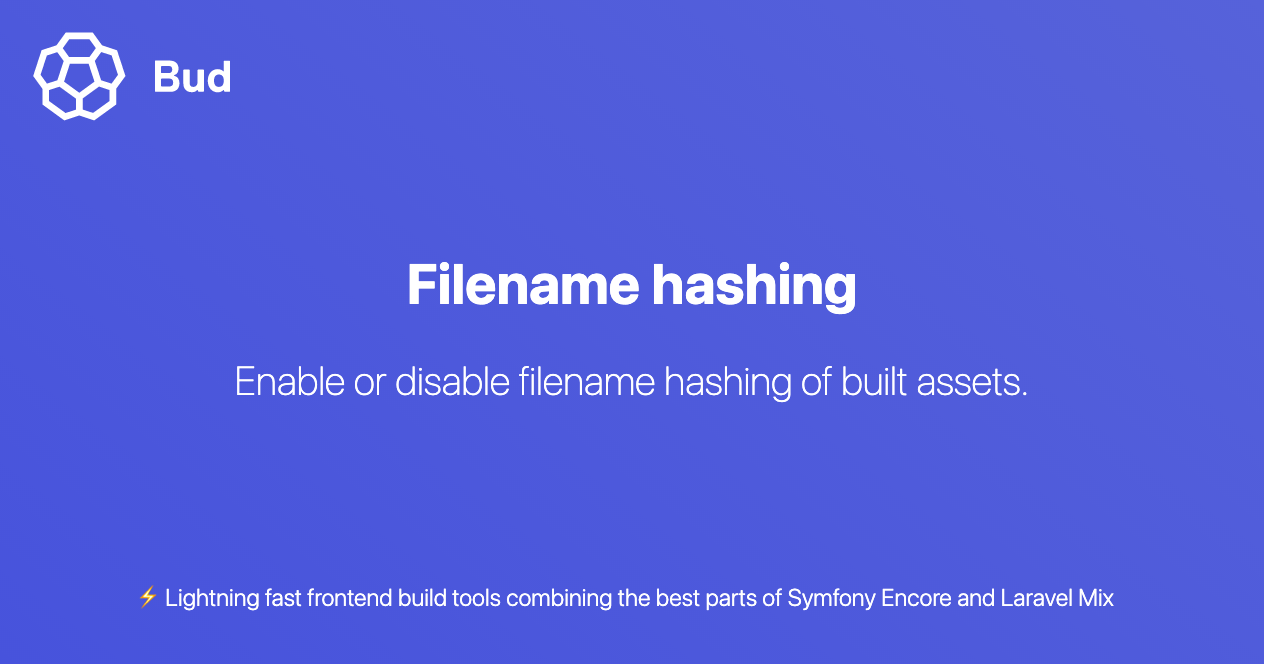 Bud
Filename hashing
Enable or disable filename hashing of built assets.
⚡ Lightning fast frontend build tools combining the best parts of Symfony Encore and Laravel Mix